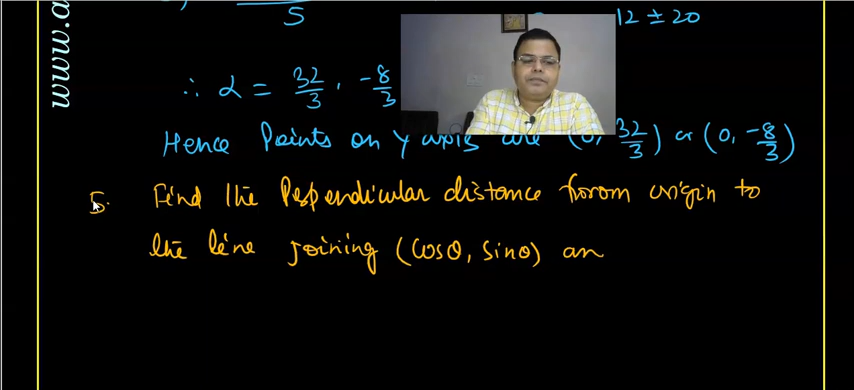 5
12 ± 20
www.a
∴ α = 32/3, -8/3
Hence Points on Y axis are (0, 32/3) or (0, -8/3)
5. Find the Perpendicular distance from origin to
the line joining (cosθ, sinθ) an